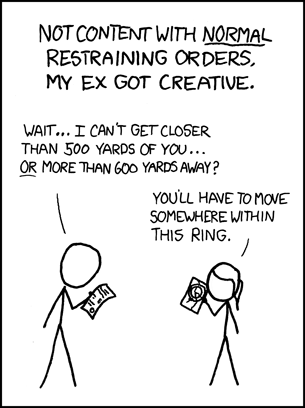 NOT CONTENT WITH NORMAL
RESTRAINING ORDERS,
MY EX GOT CREATIVE.
WAIT... I CAN'T GET CLOSER
THAN 500 YARDS OF YOU...
OR MORE THAN 600 YARDS AWAY?
YOU'LL HAVE TO MOVE
SOMEWHERE WITHIN
THIS RING.